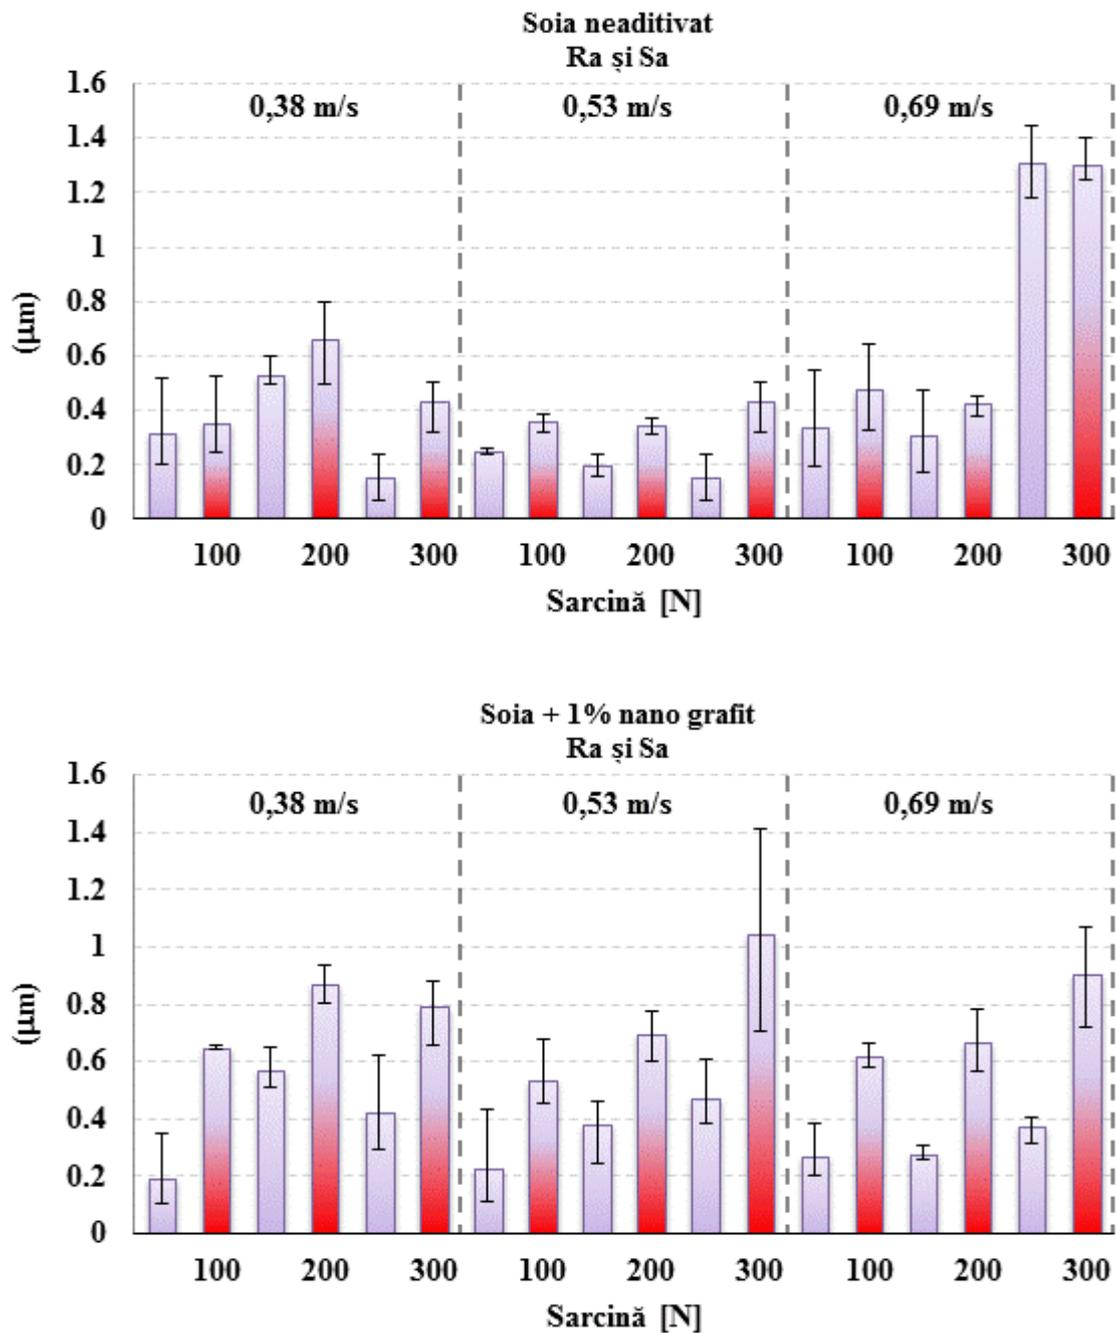 Soia neaditivat
Ra și Sa
1.6
1.4
1.2
1
0.8
0.6
0.4
0.2
0
(μm)
0,38 m/s
0,53 m/s
0,69 m/s
100 200 300 100 200 300 100 200 300
Sarcină [N]
Soia + 1% nano grafit
Ra și Sa
1.6
1.4
1.2
1
0.8
0.6
0.4
0.2
0
(μm)
0,38 m/s
0,53 m/s
0,69 m/s
100 200 300 100 200 300 100 200 300
Sarcină [N]